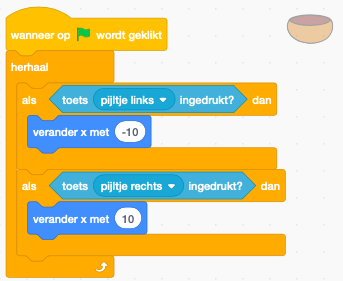 wanneer op wordt geklikt
herhaal
als toets pijltje links ingedrukt? dan
verander x met -10
als toets pijltje rechts ingedrukt? dan
verander x met 10